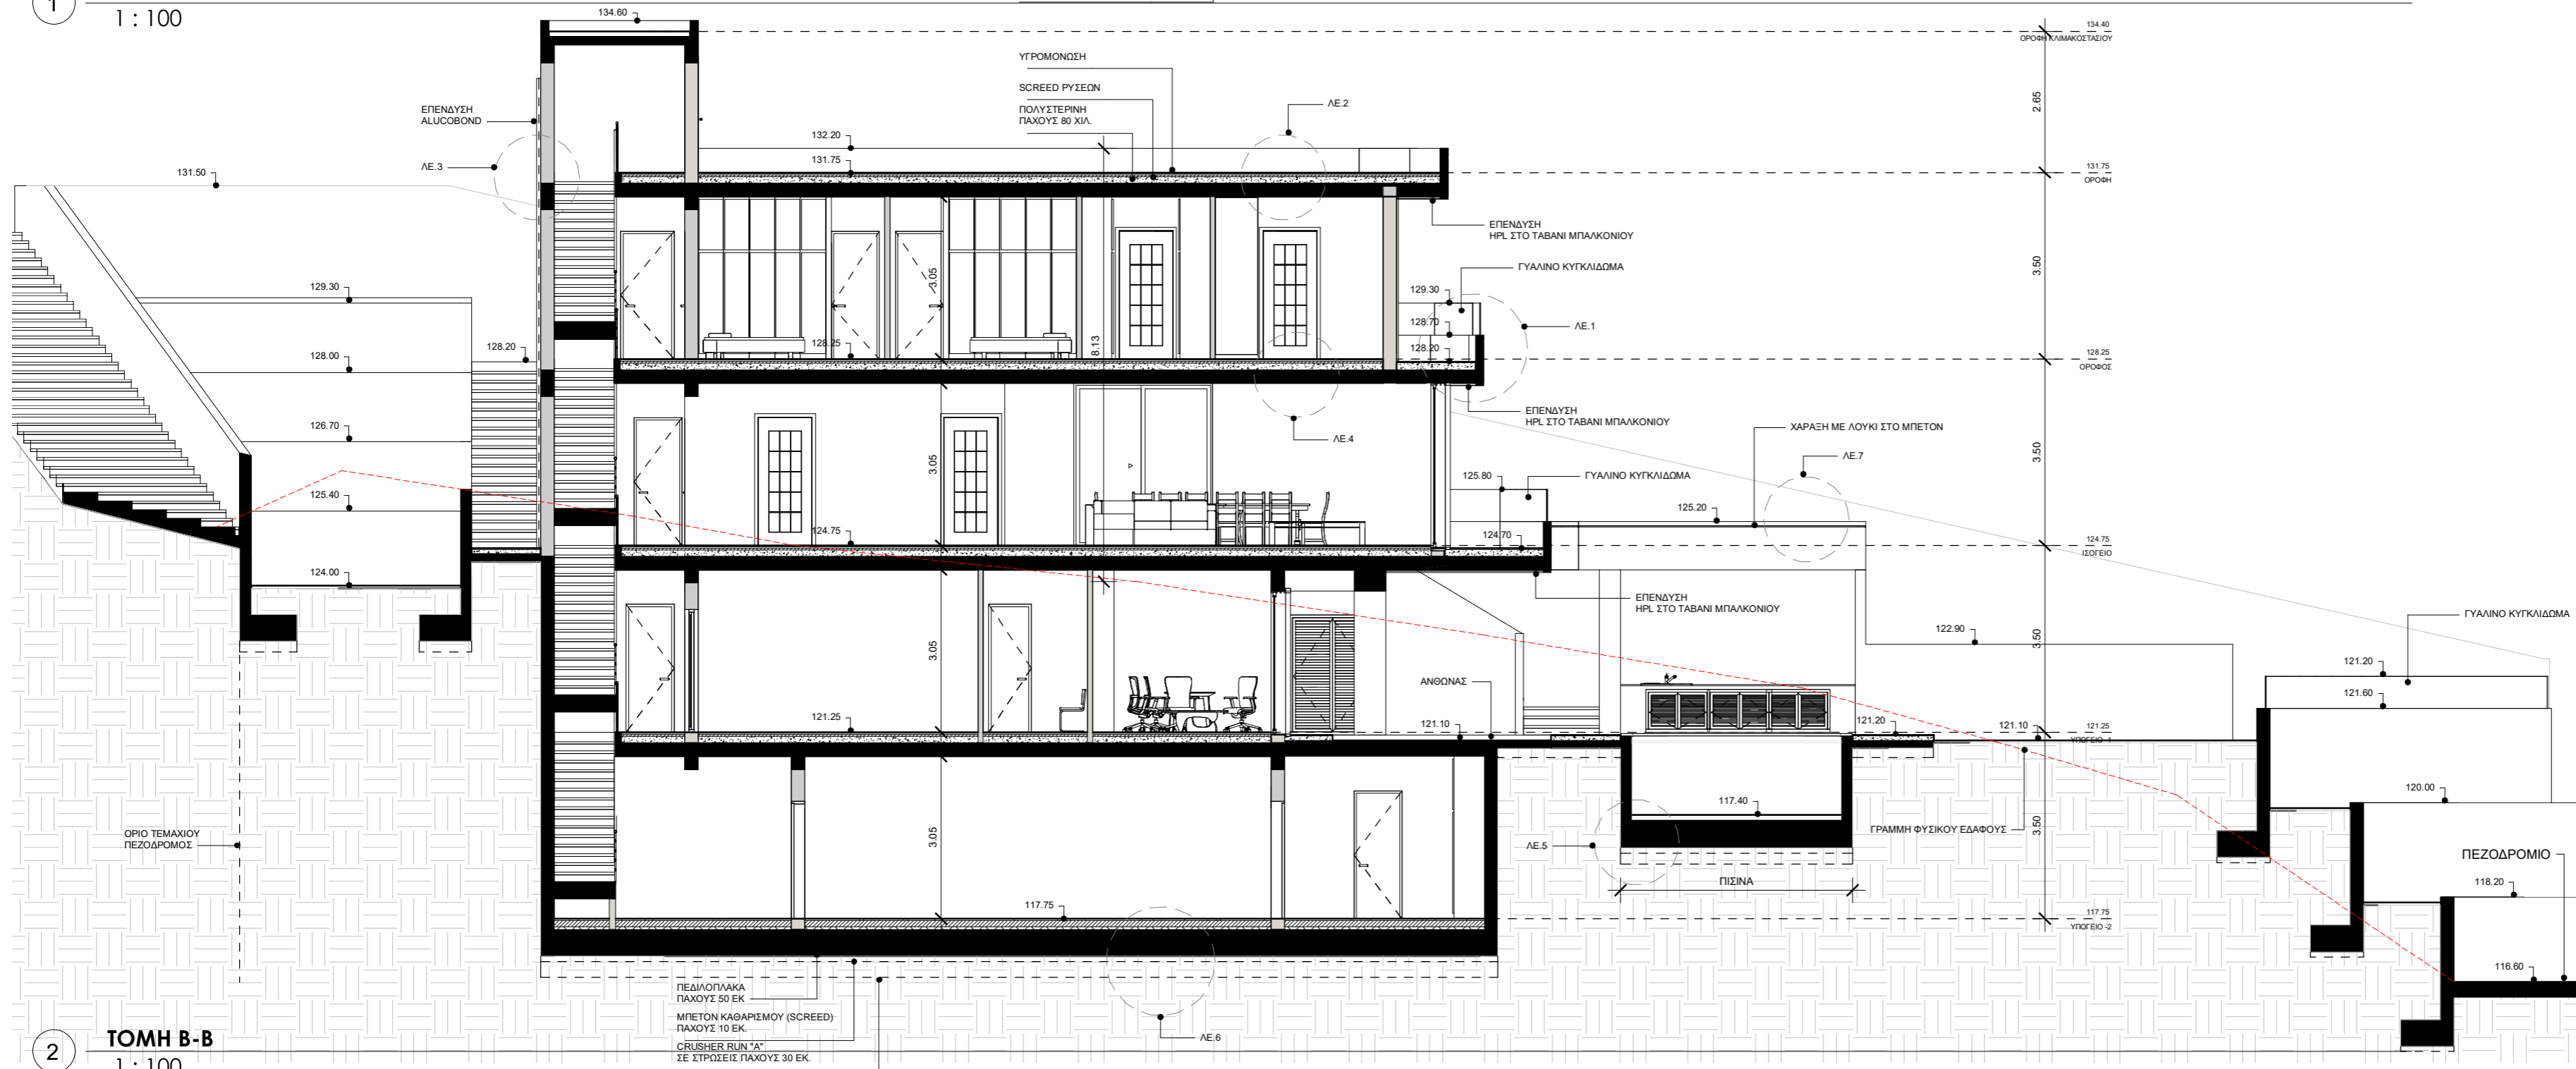 1
1 : 100
134.60
134.40
ΟΡΟΦΗ ΚΛΙΜΑΚΟΣΤΑΣΙΟΥ
ΥΓΡΟΜΟΝΩΣΗ
SCREED ΡΥΣΕΩΝ
ΠΟΛΥΣΤΕΡΙΝΗ
ΠΑΧΟΥΣ 80 ΧΙΛ.
ΛΕ.2
2.65
ΕΠΕΝΔΥΣΗ
ALUCOBOND
ΛΕ.3
132.20
131.75
131.75
ΟΡΟΦΗ
131.50
ΕΠΕΝΔΥΣΗ
HPL ΣΤΟ ΤΑΒΑΝΙ ΜΠΑΛΚΟΝΙΟΥ
ΓΥΑΛΙΝΟ ΚΥΓΚΛΙΔΩΜΑ
3.05
3.50
129.30
129.30
128.70
ΛΕ.1
128.20
128.25
8.13
128.20
128.25
ΟΡΟΦΟΣ
128.00
ΕΠΕΝΔΥΣΗ
HPL ΣΤΟ ΤΑΒΑΝΙ ΜΠΑΛΚΟΝΙΟΥ
126.70
ΛΕ.4
ΧΑΡΑΞΗ ΜΕ ΛΟΥΚΙ ΣΤΟ ΜΠΕΤΟΝ
3.05
3.50
ΛΕ.7
125.80
ΓΥΑΛΙΝΟ ΚΥΓΚΛΙΔΩΜΑ
125.40
125.20
124.75
124.70
124.75
ΙΣΟΓΕΙΟ
124.00
ΕΠΕΝΔΥΣΗ
HPL ΣΤΟ ΤΑΒΑΝΙ ΜΠΑΛΚΟΝΙΟΥ
ΓΥΑΛΙΝΟ ΚΥΓΚΛΙΔΩΜΑ
122.90
3.05
3.50
121.20
ΑΝΘΩΝΑΣ
121.60
121.25
121.10
121.20
121.10
121.25
ΥΠΟΓΕΙΟ -1
120.00
117.40
ΟΡΙΟ ΤΕΜΑΧΙΟΥ
ΠΕΖΟΔΡΟΜΟΣ
3.05
ΓΡΑΜΜΗ ΦΥΣΙΚΟΥ ΕΔΑΦΟΥΣ
3.50
ΛΕ.5
ΠΕΖΟΔΡΟΜΙΟ
ΠΙΣΙΝΑ
118.20
117.75
117.75
ΥΠΟΓΕΙΟ -2
116.60
ΠΕΔΙΛΟΠΛΑΚΑ
ΠΑΧΟΥΣ 50 ΕΚ
ΜΠΕΤΟΝ ΚΑΘΑΡΙΣΜΟΥ (SCREED)
ΠΑΧΟΥΣ 10 ΕΚ.
CRUSHER RUN "A"
ΣΕ ΣΤΡΩΣΕΙΣ ΠΑΧΟΥΣ 30 ΕΚ.
ΛΕ.6
2
ΤΟΜΗ Β-Β
1 : 100